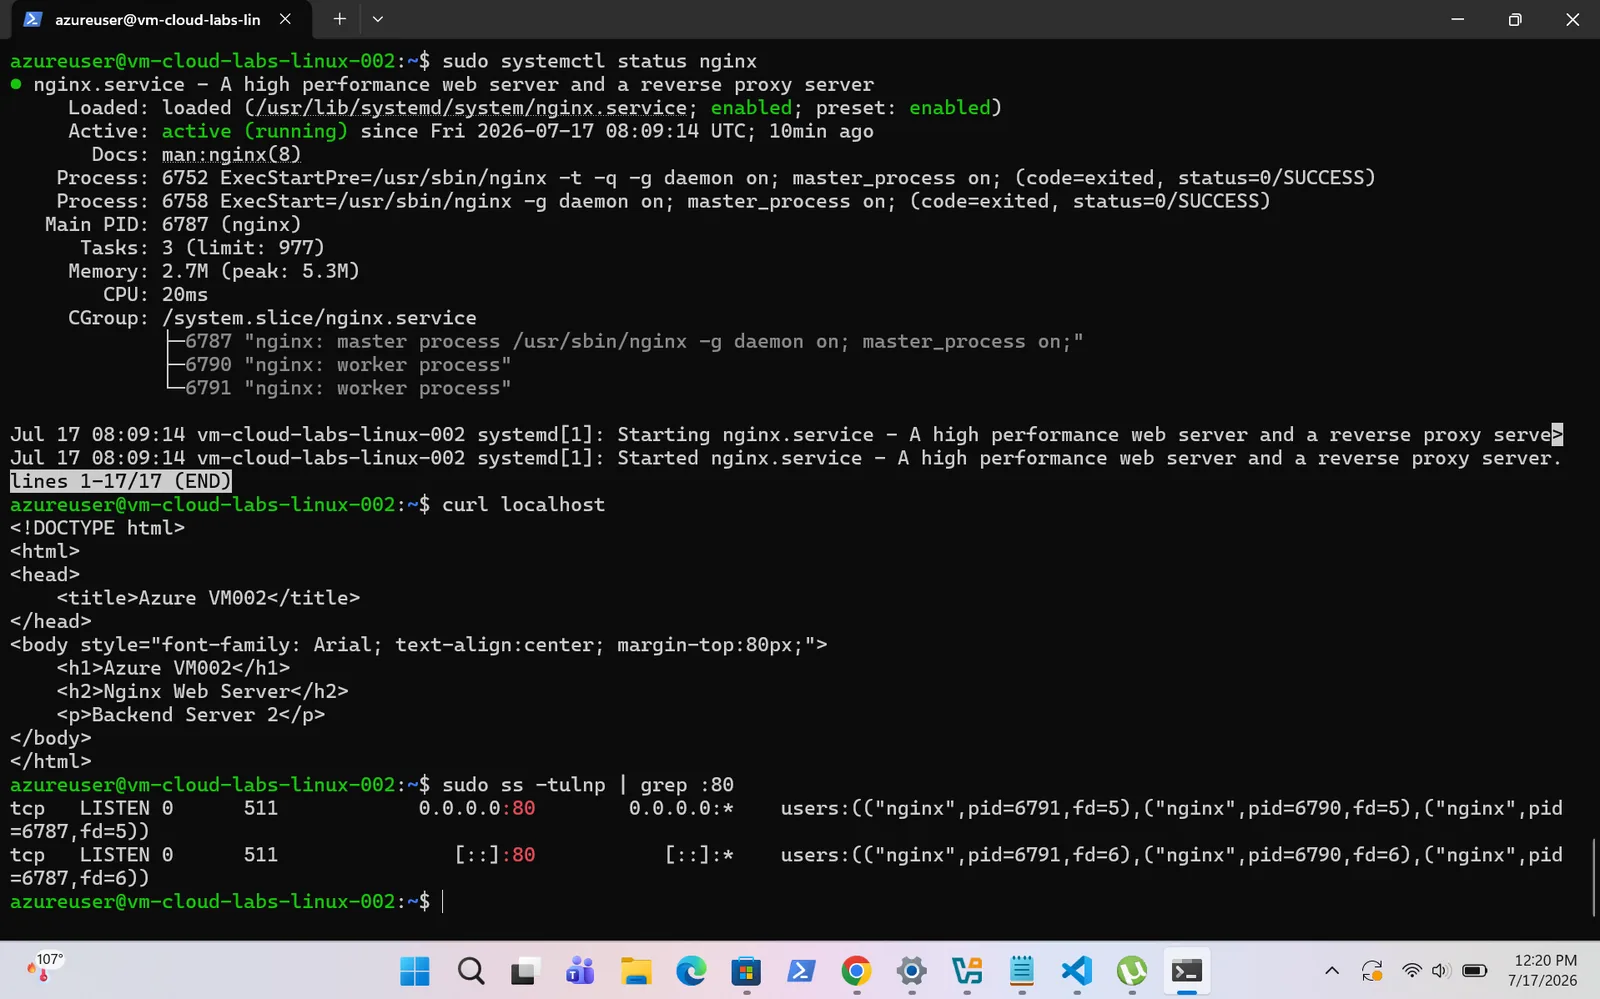 azureuser@vm-cloud-labs-lin
azureuser@vm-cloud-labs-linux-002:~$ sudo systemctl status nginx
● nginx.service - A high performance web server and a reverse proxy server
     Loaded: loaded (/usr/lib/systemd/system/nginx.service; enabled; preset: enabled)
     Active: active (running) since Fri 2026-07-17 08:09:14 UTC; 10min ago
       Docs: man:nginx(8)
    Process: 6752 ExecStartPre=/usr/sbin/nginx -t -q -g daemon on; master_process on; (code=exited, status=0/SUCCESS)
    Process: 6758 ExecStart=/usr/sbin/nginx -g daemon on; master_process on; (code=exited, status=0/SUCCESS)
   Main PID: 6787 (nginx)
      Tasks: 3 (limit: 977)
     Memory: 2.7M (peak: 5.3M)
        CPU: 20ms
     CGroup: /system.slice/nginx.service
             ├─6787 "nginx: master process /usr/sbin/nginx -g daemon on; master_process on;"
             ├─6790 "nginx: worker process"
             └─6791 "nginx: worker process"
Jul 17 08:09:14 vm-cloud-labs-linux-002 systemd[1]: Starting nginx.service - A high performance web server and a reverse proxy serve>
Jul 17 08:09:14 vm-cloud-labs-linux-002 systemd[1]: Started nginx.service - A high performance web server and a reverse proxy server.
lines 1-17/17 (END)
azureuser@vm-cloud-labs-linux-002:~$ curl localhost
<!DOCTYPE html>
<html>
<head>
    <title>Azure VM002</title>
</head>
<body style="font-family: Arial; text-align:center; margin-top:80px;">
    <h1>Azure VM002</h1>
    <h2>Nginx Web Server</h2>
    <p>Backend Server 2</p>
</body>
</html>
azureuser@vm-cloud-labs-linux-002:~$ sudo ss -tulnp | grep :80
tcp   LISTEN 0      511            0.0.0.0:80        0.0.0.0:*    users:(("nginx",pid=6791,fd=5),("nginx",pid=6790,fd=5),("nginx",pid
=6787,fd=5))
tcp   LISTEN 0      511               [::]:80           [::]:*    users:(("nginx",pid=6791,fd=6),("nginx",pid=6790,fd=6),("nginx",pid
=6787,fd=6))
azureuser@vm-cloud-labs-linux-002:~$
107°
12:20 PM
7/17/2026